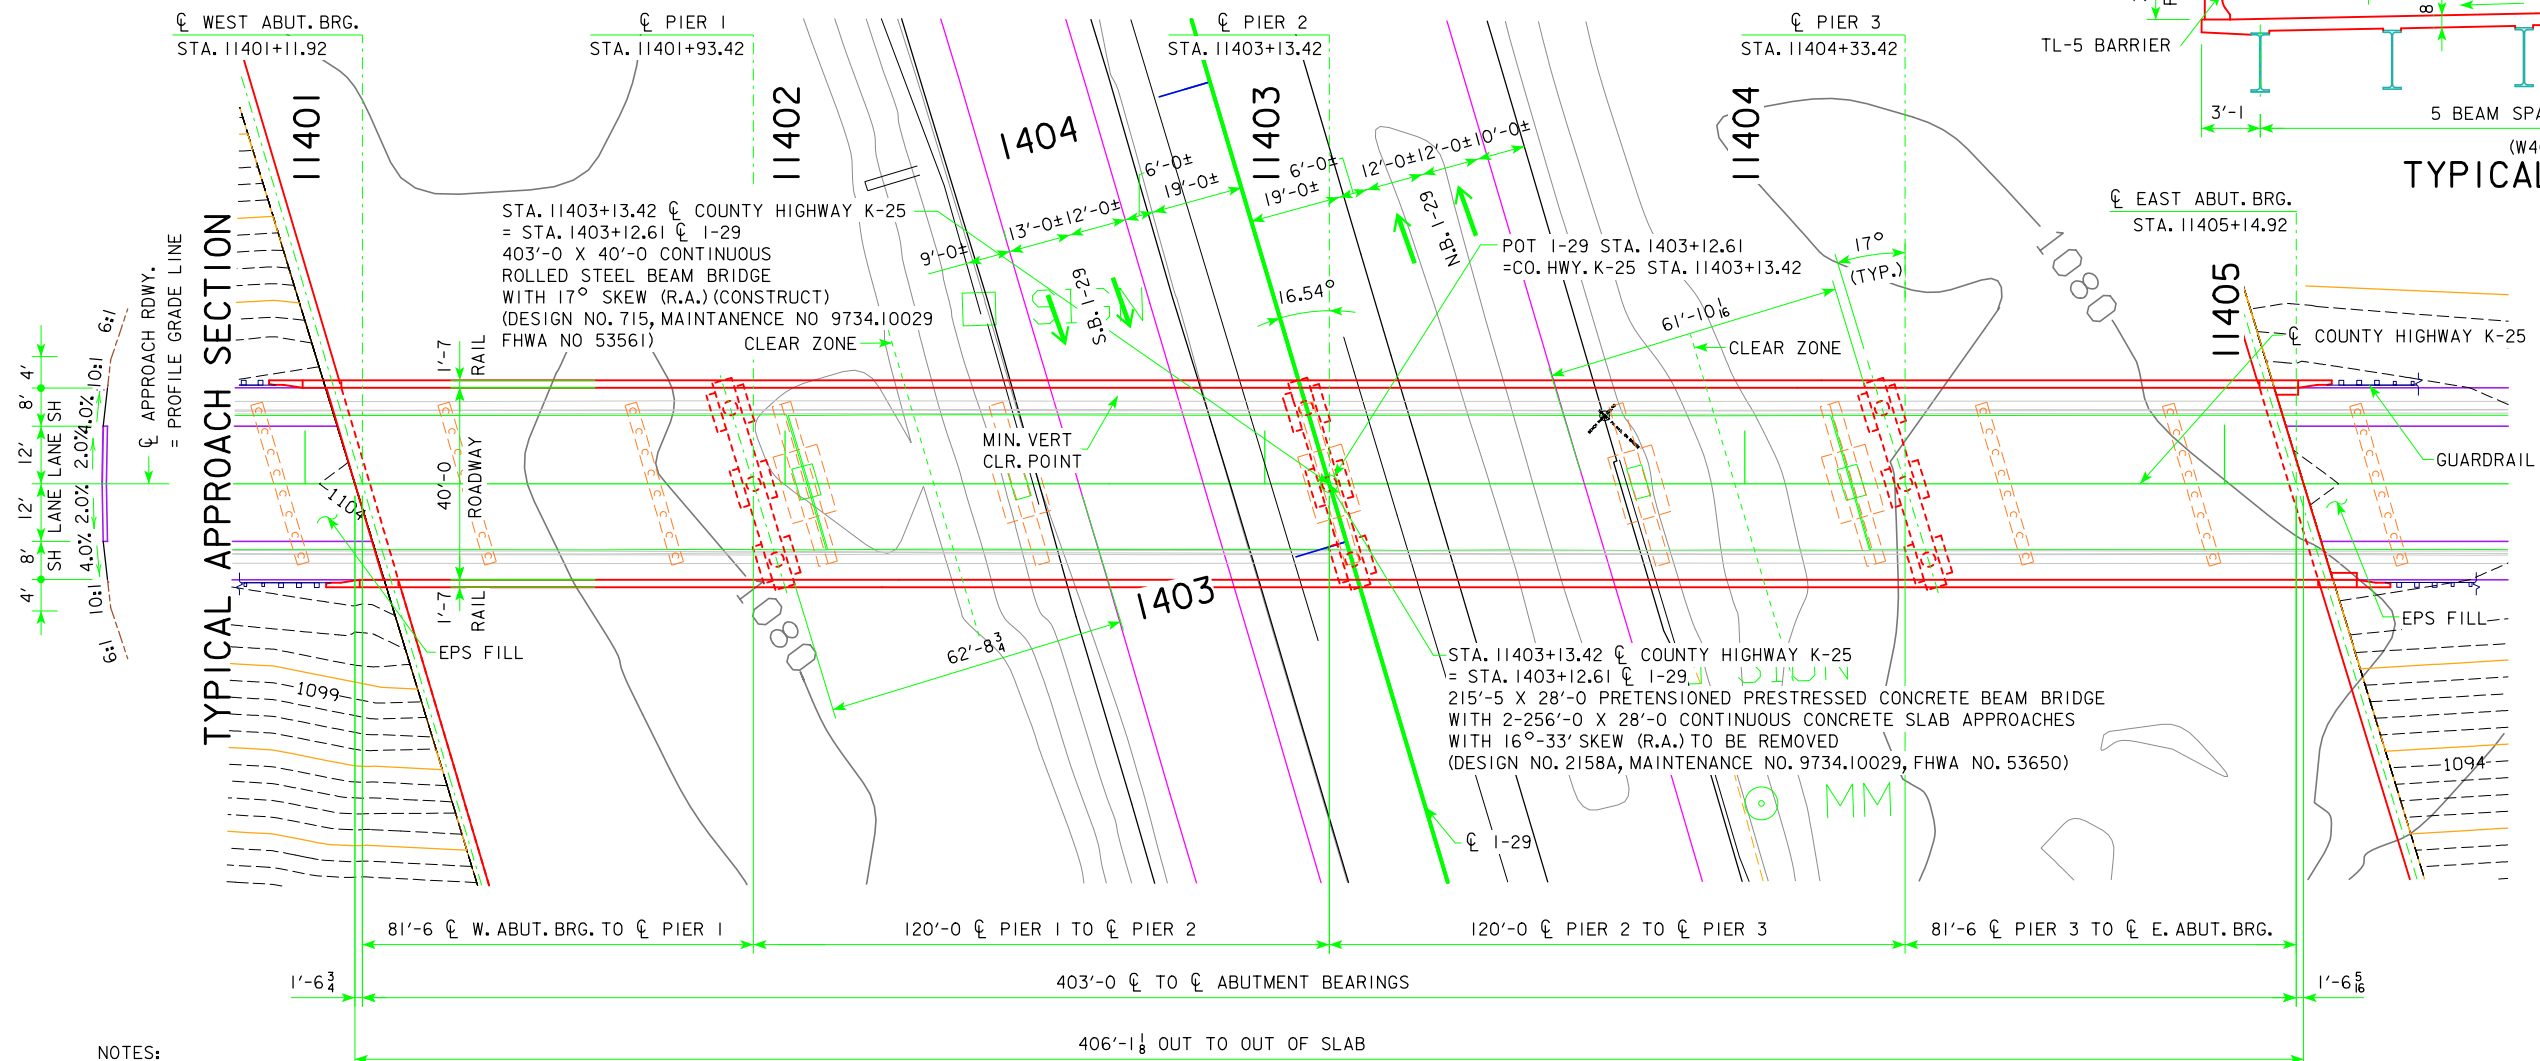 ℄ WEST ABUT. BRG.
STA. 11401+11.92
℄ PIER 1
STA. 11401+93.42
℄ PIER 2
STA. 11403+13.42
℄ PIER 3
STA. 11404+33.42
℄ EAST ABUT. BRG.
STA. 11405+14.92
TL-5 BARRIER
8
3'-1
5 BEAM SPA
(W4
TYPICAL
11401
11402
1404
11403
11404
11405
1080
STA. 11403+13.42 ℄ COUNTY HIGHWAY K-25
= STA. 1403+12.61 ℄ I-29
403'-0 X 40'-0 CONTINUOUS
ROLLED STEEL BEAM BRIDGE
WITH 17° SKEW (R.A.) (CONSTRUCT)
(DESIGN NO. 715, MAINTANENCE NO 9734.10029
FHWA NO 53561)
CLEAR ZONE
9'-0±
13'-0±
12'-0±
6'-0±
19'-0±
19'-0±
6'-0±
12'-0±
12'-0±
10'-0±
S.B. I-29
N.B. I-29
16.54°
POT I-29 STA. 1403+12.61
=CO. HWY. K-25 STA. 11403+13.42
17°
(TYP.)
61'-10 1/16
CLEAR ZONE
℄ COUNTY HIGHWAY K-25
GUARDRAIL
EPS FILL
TYPICAL APPROACH SECTION
℄ APPROACH RDWY.
= PROFILE GRADE LINE
6:1
10:1
4'
8'
12'
12'
8'
4'
SH
LANE
LANE
SH
4.0%
2.0%
2.0%
4.0%
10:1
6:1
1'-7
RAIL
40'-0
ROADWAY
1'-7
RAIL
1104
EPS FILL
1099
MIN. VERT
CLR. POINT
1080
62'-8 3/4
1403
STA. 11403+13.42 ℄ COUNTY HIGHWAY K-25
= STA. 1403+12.61 ℄ I-29
215'-5 X 28'-0 PRETENSIONED PRESTRESSED CONCRETE BEAM BRIDGE
WITH 2-256'-0 X 28'-0 CONTINUOUS CONCRETE SLAB APPROACHES
WITH 16°-33' SKEW (R.A.) TO BE REMOVED
(DESIGN NO. 2158A, MAINTENANCE NO. 9734.10029, FHWA NO. 53650)
MM
℄ I-29
1094
81'-6 ℄ W. ABUT. BRG. TO ℄ PIER 1
120'-0 ℄ PIER 1 TO ℄ PIER 2
120'-0 ℄ PIER 2 TO ℄ PIER 3
81'-6 ℄ PIER 3 TO ℄ E. ABUT. BRG.
1'-6 3/4
403'-0 ℄ TO ℄ ABUTMENT BEARINGS
1'-6 5/16
406'-1 1/8 OUT TO OUT OF SLAB
NOTES: